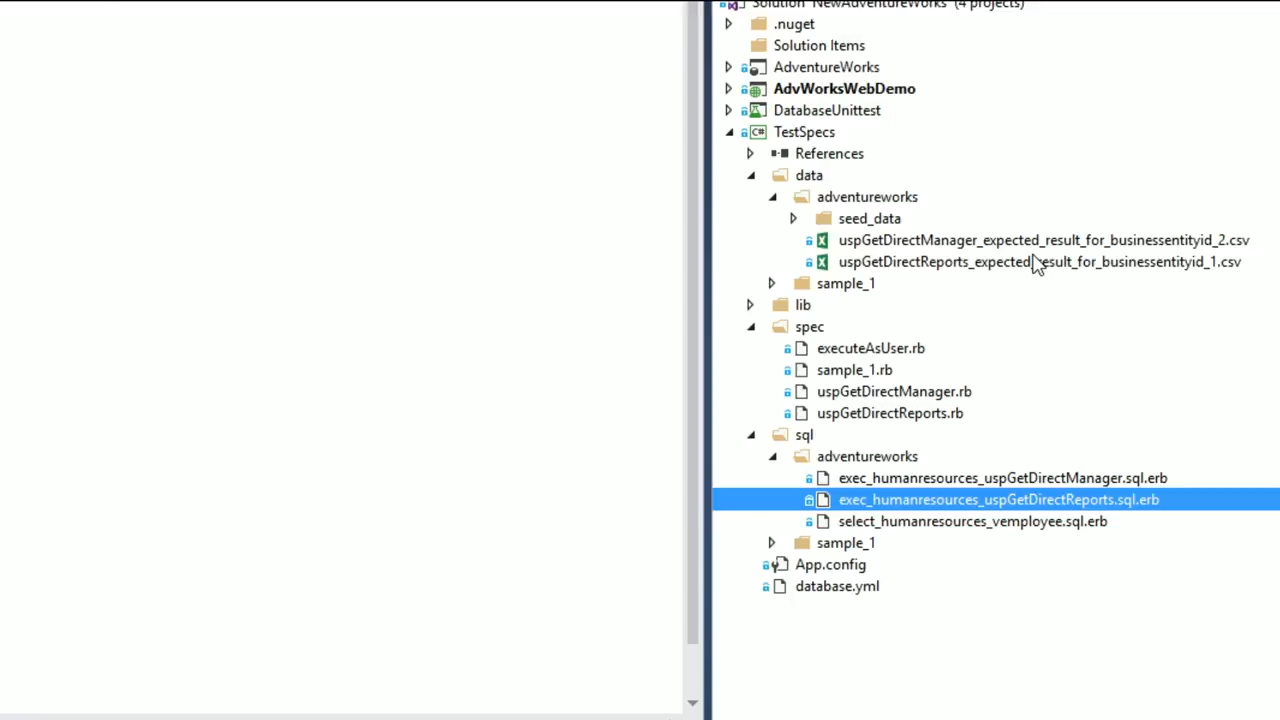 Solution 'NewAdventureWorks' (4 projects)
.nuget
Solution Items
AdventureWorks
AdvWorksWebDemo
DatabaseUnittest
TestSpecs
References
data
adventureworks
seed_data
uspGetDirectManager_expected_result_for_businessentityid_2.csv
uspGetDirectReports_expected_result_for_businessentityid_1.csv
sample_1
lib
spec
executeAsUser.rb
sample_1.rb
uspGetDirectManager.rb
uspGetDirectReports.rb
sql
adventureworks
exec_humanresources_uspGetDirectManager.sql.erb
exec_humanresources_uspGetDirectReports.sql.erb
select_humanresources_vemployee.sql.erb
sample_1
App.config
database.yml